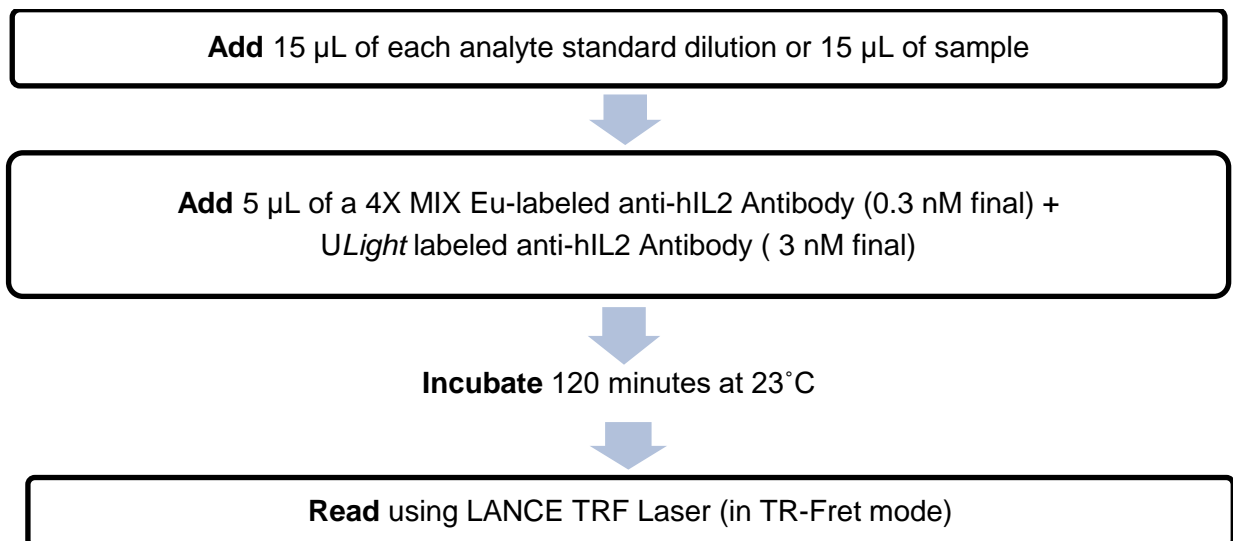 Add 15 µL of each analyte standard dilution or 15 µL of sample
Add 5 µL of a 4X MIX Eu-labeled anti-hIL2 Antibody (0.3 nM final) +
ULight labeled anti-hIL2 Antibody ( 3 nM final)
Incubate 120 minutes at 23˚C
Read using LANCE TRF Laser (in TR-Fret mode)